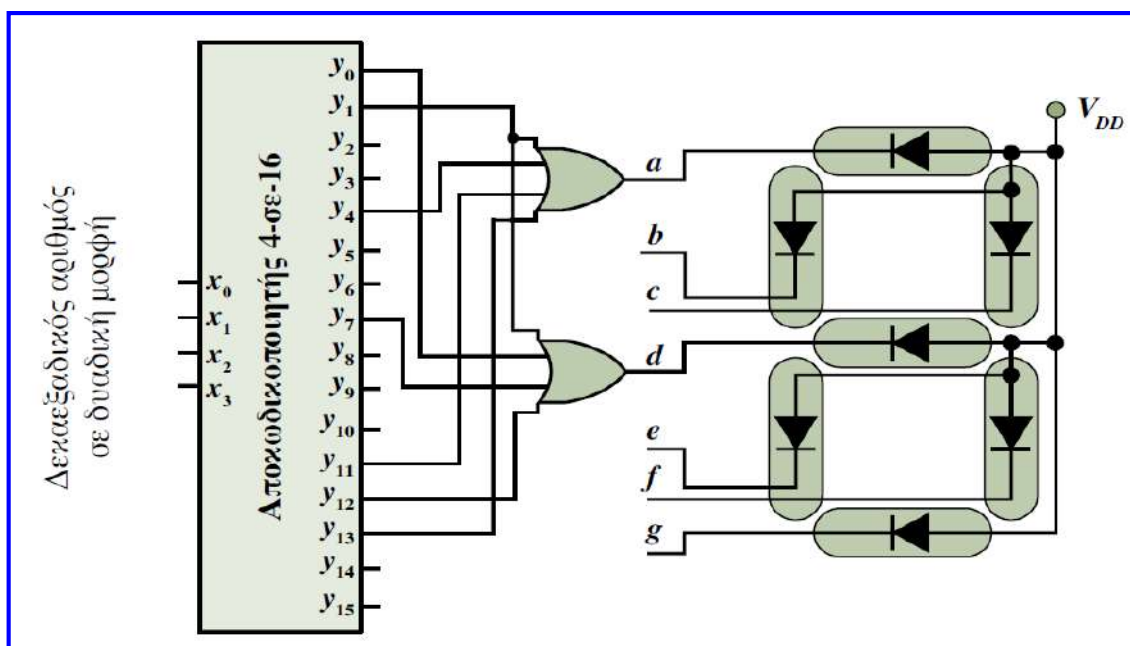 Δεκαεξαδικός αριθμός
σε δυαδική μορφή
x0
x1
x2
x3
Αποκωδικοποιητής 4-σε-16
y0
y1
y2
y3
y4
y5
y6
y7
y8
y9
y10
y11
y12
y13
y14
y15
a
b
c
d
e
f
g
VDD